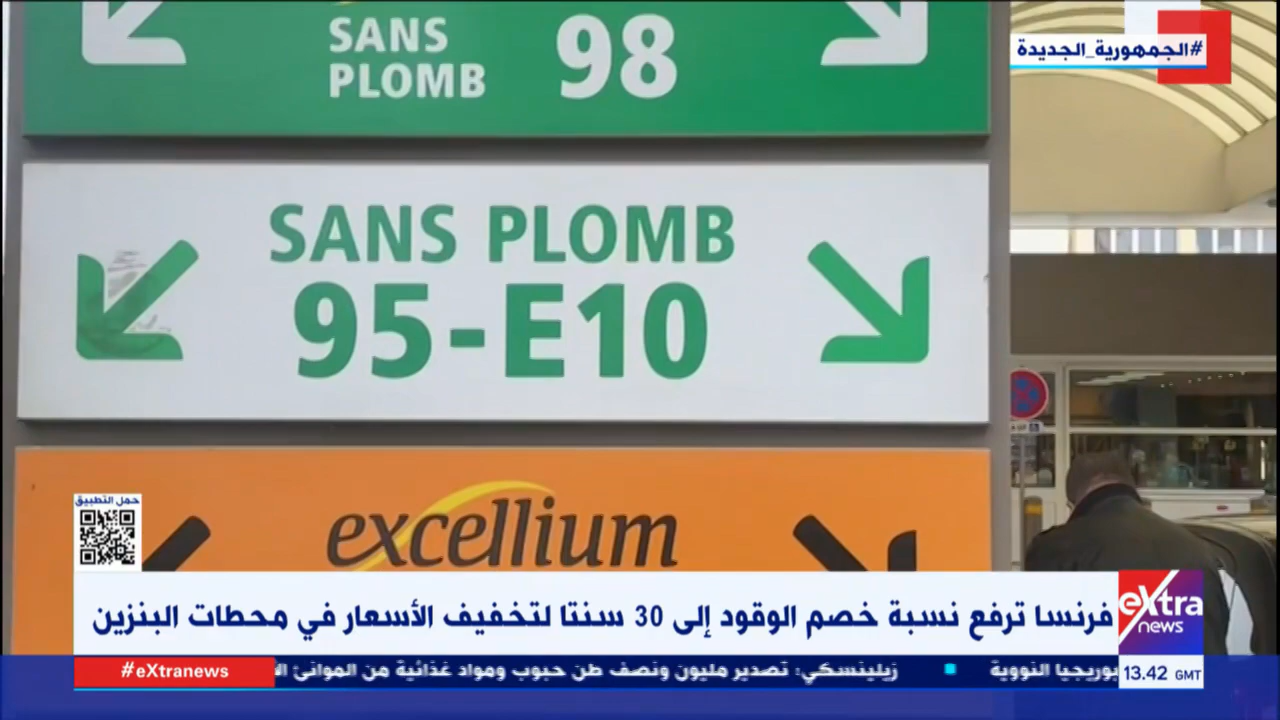 SANS
PLOMB 98
#الجمهورية_الجديدة
SANS PLOMB
95-E10
excellium
حمل التطبيق
فرنسا ترفع نسبة خصم الوقود إلى 30 سنتا لتخفيف الأسعار في محطات البنزين
eXtra
news
بوريجيا النووية
زيلينسكي: تصدير مليون ونصف طن حبوب ومواد غذائية من الموانئ
#eXtranews
13.42 GMT